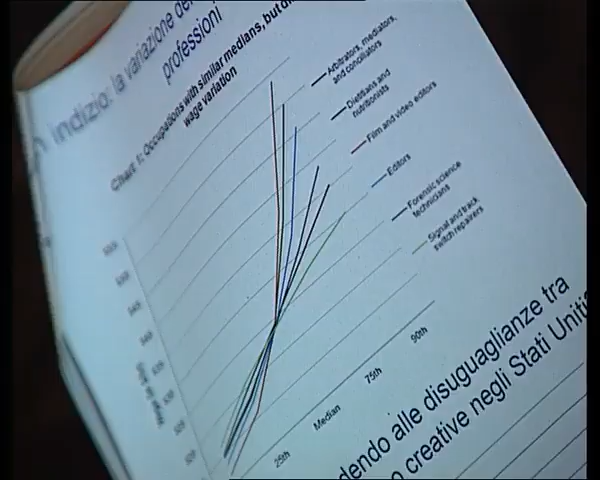 indizio: la variazione de
professioni
Chart 1: Occupations with similar medians, but di
wage variation
Arbitrators, mediators,
and conciliators
Dietitians and
nutritionists
Film and video editors
Editors
Forensic science
technicians
Signal and track
switch repairers
25th
Median
75th
90th
dendo alle disuguaglianze tra
o creative negli Stati Uniti